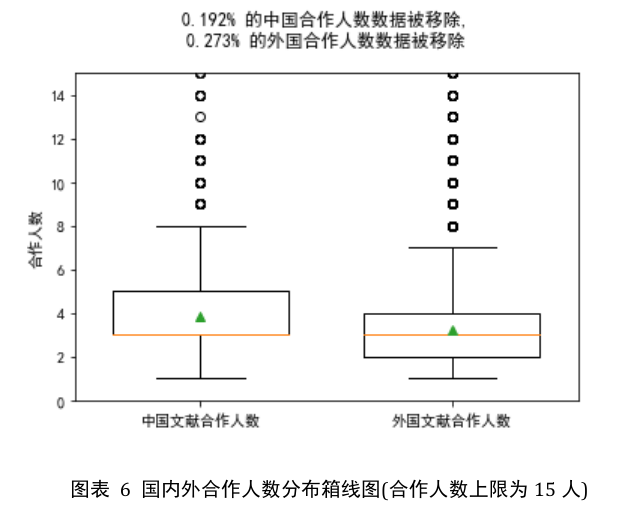 0.192% 的中国合作人数数据被移除,
0.273% 的外国合作人数数据被移除
14
12
10
8
6
4
2
0
合作人数
中国文献合作人数
外国文献合作人数
图表 6 国内外合作人数分布箱线图(合作人数上限为 15 人)